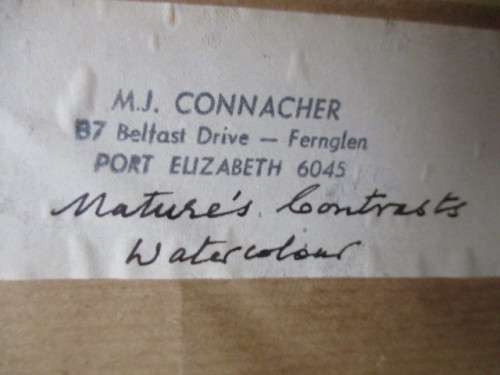 M.J. CONNACHER
87 Belfast Drive — Fernglen
PORT ELIZABETH 6045
Nature's Contrasts
Watercolour